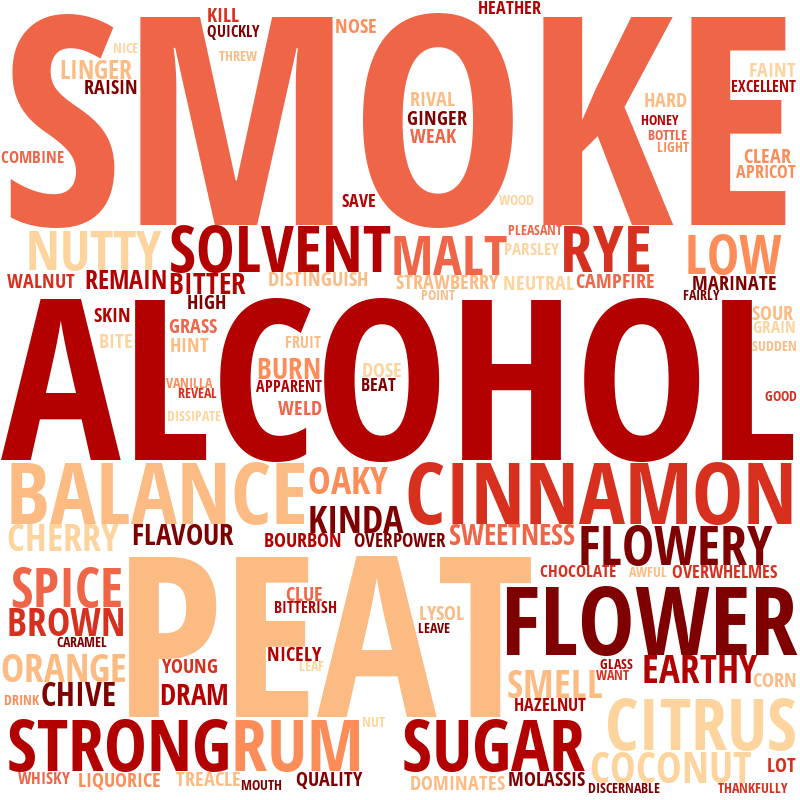 HEATHER
KILL
QUICKLY
NOSE
NICE
THREW
LINGER
RAISIN
SMOKE
FAINT
EXCELLENT
RIVAL
GINGER
WEAK
HARD
HONEY
BOTTLE
LIGHT
COMBINE
CLEAR
APRICOT
SAVE
WOOD
NUTTY
SOLVENT
MALT
PLEASANT
PARSLEY
RYE
LOW
WALNUT
REMAIN
BITTER
DISTINGUISH
STRAWBERRY
NEUTRAL
CAMPFIRE
MARINATE
HIGH
POINT
FAIRLY
SKIN
GRASS
SOUR
GRAIN
BITE
HINT
FRUIT
SUDDEN
ALCOHOL
BURN
DOSE
VANILLA
REVEAL
APPARENT
BEAT
GOOD
WELD
DISSIPATE
BALANCE
OAKY
CINNAMON
KINDA
CHERRY
FLAVOUR
BOURBON
OVERPOWER
SWEETNESS
FLOWERY
SPICE
CHOCOLATE
AWFUL
OVERWHELMES
PEAT
CLUE
BITTERISH
LYSOL
LEAVE
FLOWER
BROWN
CARAMEL
ORANGE
YOUNG
NICELY
LEAF
GLASS
WANT
EARTHY
CORN
DRINK
CHIVE
DRAM
SMELL
HAZELNUT
STRONG
RUM
NUT
SUGAR
CITRUS
COCONUT
LOT
WHISKY
LIQUORICE
TREACLE
MOUTH
QUALITY
DOMINATES
MOLASSIS
DISCERNABLE
THANKFULLY